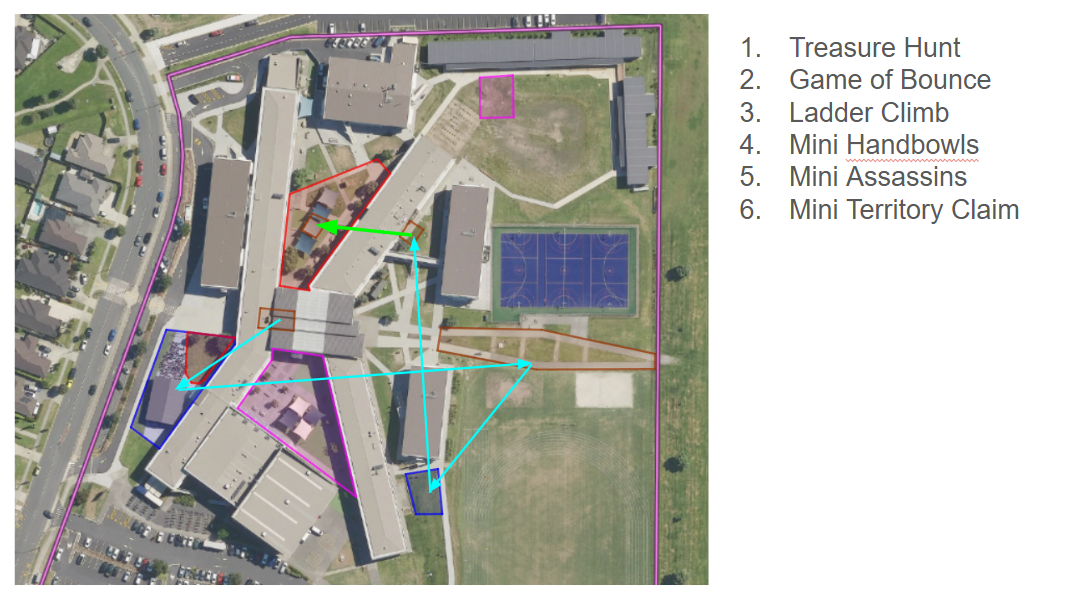 1. Treasure Hunt
2. Game of Bounce
3. Ladder Climb
4. Mini Handbowls
5. Mini Assassins
6. Mini Territory Claim